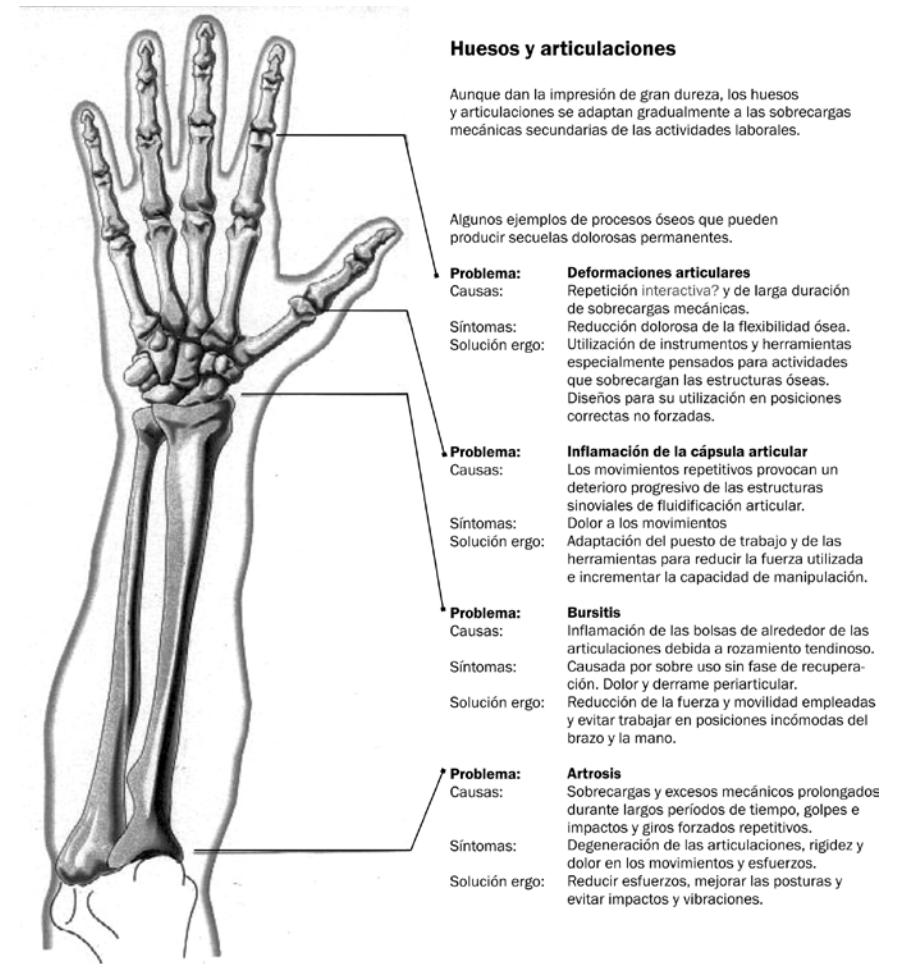 Huesos y articulaciones
Aunque dan la impresión de gran dureza, los huesos
y articulaciones se adaptan gradualmente a las sobrecargas
mecánicas secundarias de las actividades laborales.
Algunos ejemplos de procesos óseos que pueden
producir secuelas dolorosas permanentes.
Problema: Deformaciones articulares
Causas: Repetición interactiva? y de larga duración
de sobrecargas mecánicas.
Síntomas: Reducción dolorosa de la flexibilidad ósea.
Solución ergo: Utilización de instrumentos y herramientas
especialmente pensados para actividades
que sobrecargan las estructuras óseas.
Diseños para su utilización en posiciones
correctas no forzadas.
Problema: Inflamación de la cápsula articular
Causas: Los movimientos repetitivos provocan un
deterioro progresivo de las estructuras
sinoviales de fluidificación articular.
Síntomas: Dolor a los movimientos
Solución ergo: Adaptación del puesto de trabajo y de las
herramientas para reducir la fuerza utilizada
e incrementar la capacidad de manipulación.
Problema: Bursitis
Causas: Inflamación de las bolsas de alrededor de las
articulaciones debida a rozamiento tendinoso.
Síntomas: Causada por sobre uso sin fase de recupera-
ción. Dolor y derrame periarticular.
Solución ergo: Reducción de la fuerza y movilidad empleadas
y evitar trabajar en posiciones incómodas del
brazo y la mano.
Problema: Artrosis
Causas: Sobrecargas y excesos mecánicos prolongados
durante largos períodos de tiempo, golpes e
impactos y giros forzados repetitivos.
Síntomas: Degeneración de las articulaciones, rigidez y
dolor en los movimientos y esfuerzos.
Solución ergo: Reducir esfuerzos, mejorar las posturas y
evitar impactos y vibraciones.